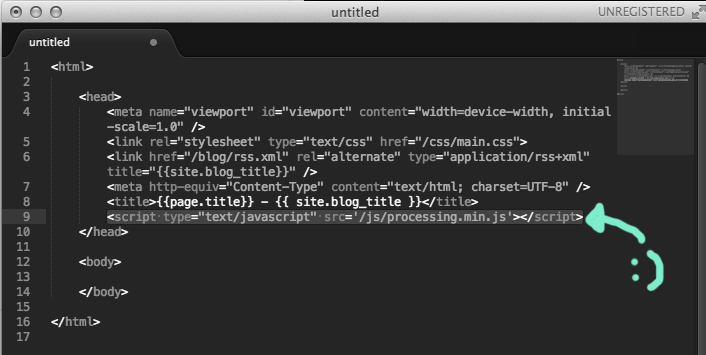 untitled
UNREGISTERED
untitled
1 <html>
2
3 <head>
4 <meta name="viewport" id="viewport" content="width=device-width, initial
-scale=1.0" />
5 <link rel="stylesheet" type="text/css" href="/css/main.css">
6 <link href="/blog/rss.xml" rel="alternate" type="application/rss+xml"
title="{{site.blog_title}}" />
7 <meta http-equiv="Content-Type" content="text/html; charset=UTF-8" />
8 <title>{{page.title}} - {{ site.blog_title }}</title>
9 <script type="text/javascript" src='/js/processing.min.js'></script>
10 </head>
11
12 <body>
13
14 </body>
15
16 </html>
17
:)